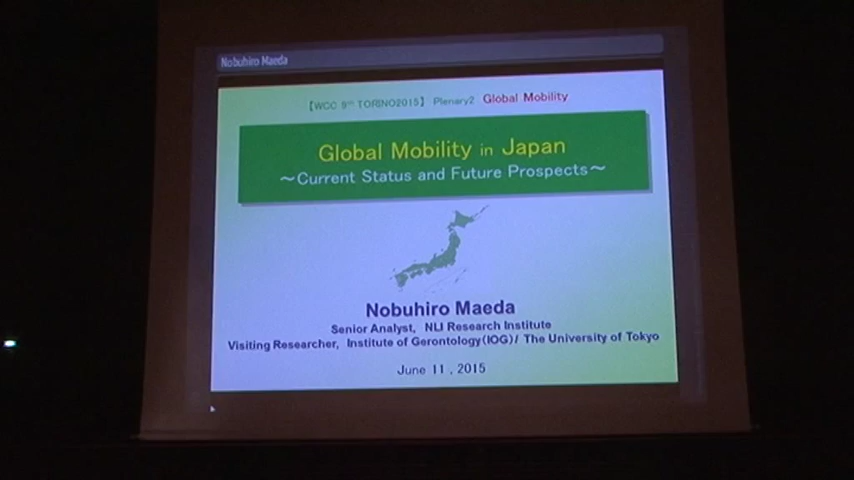 Nobuhiro Maeda
【WCC 9th TORINO2015】 Plenary2 Global Mobility
Global Mobility in Japan
～Current Status and Future Prospects～
Nobuhiro Maeda
Senior Analyst, NLI Research Institute
Visiting Researcher, Institute of Gerontology(IOG)/ The University of Tokyo
June 11 , 2015